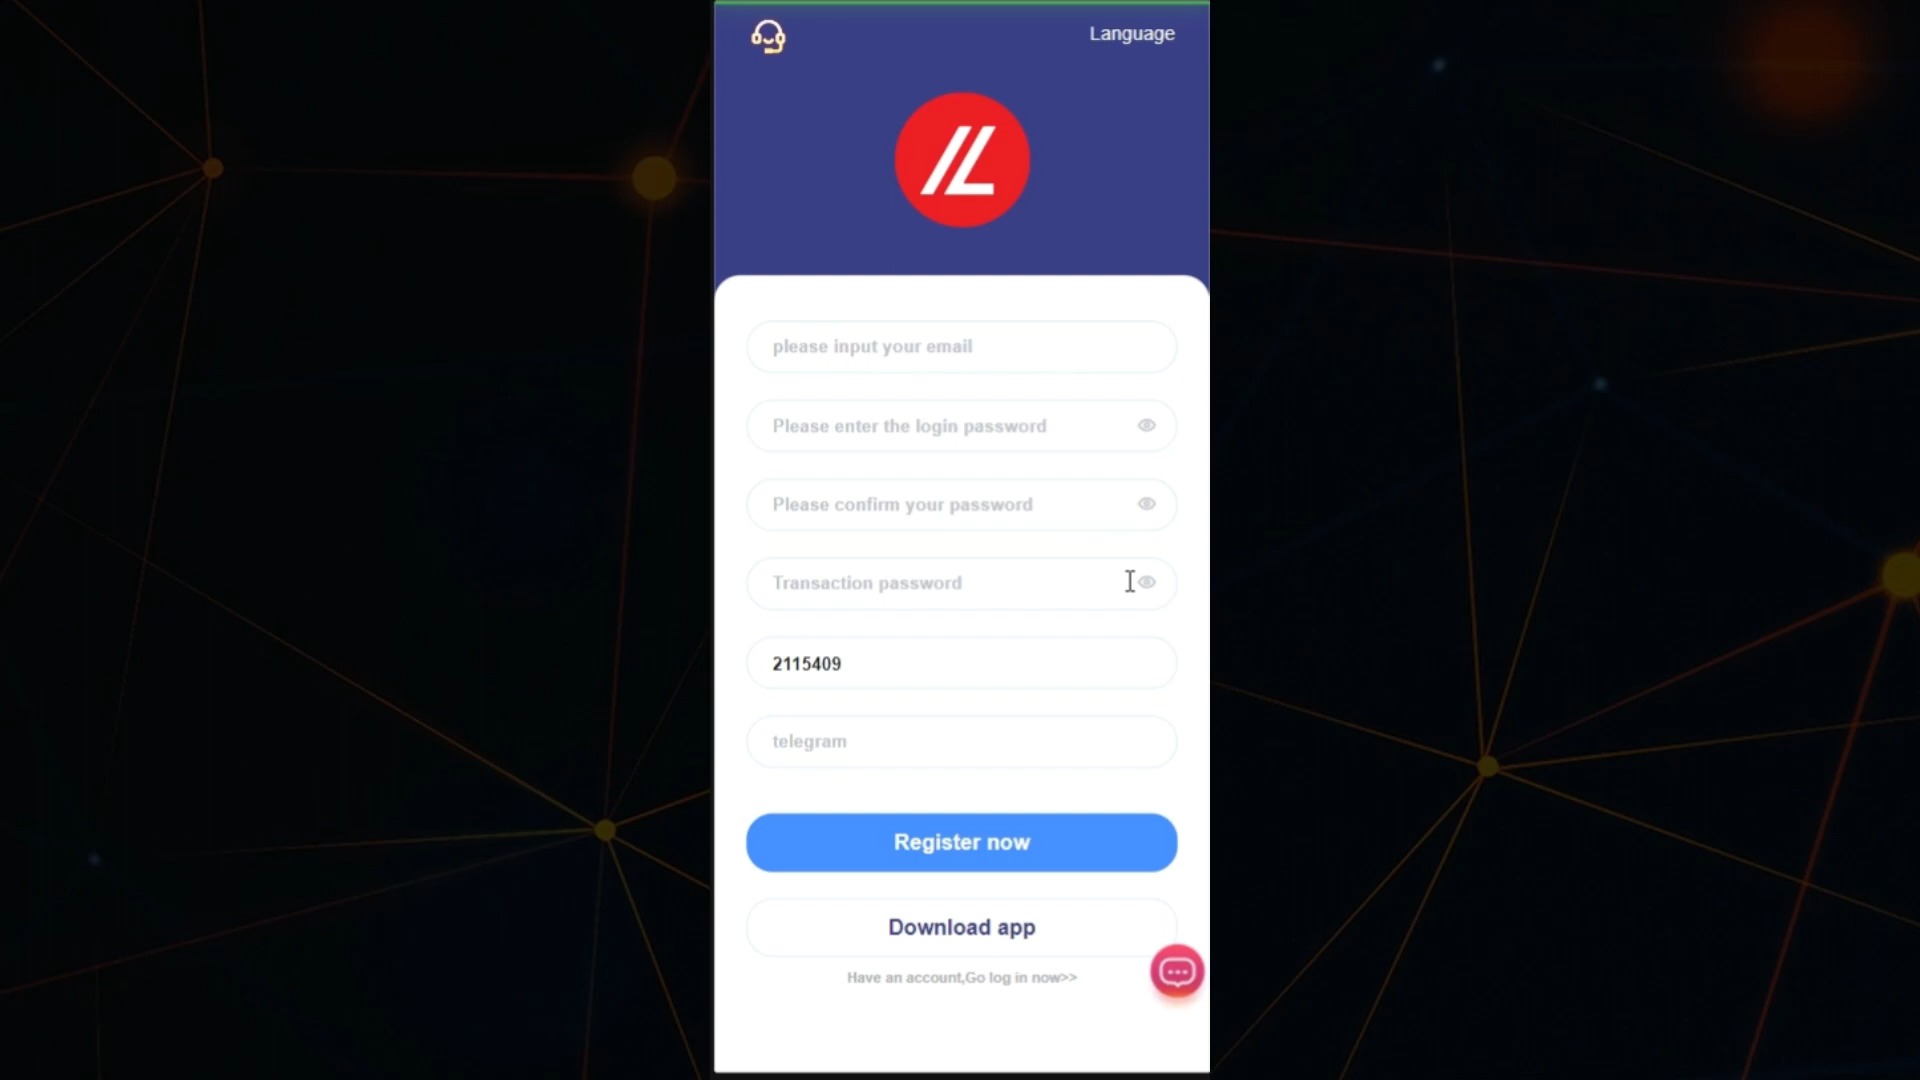 Language
please input your email
Please enter the login password
Please confirm your password
Transaction password
2115409
telegram
Register now
Download app
Have an account,Go log in now>>